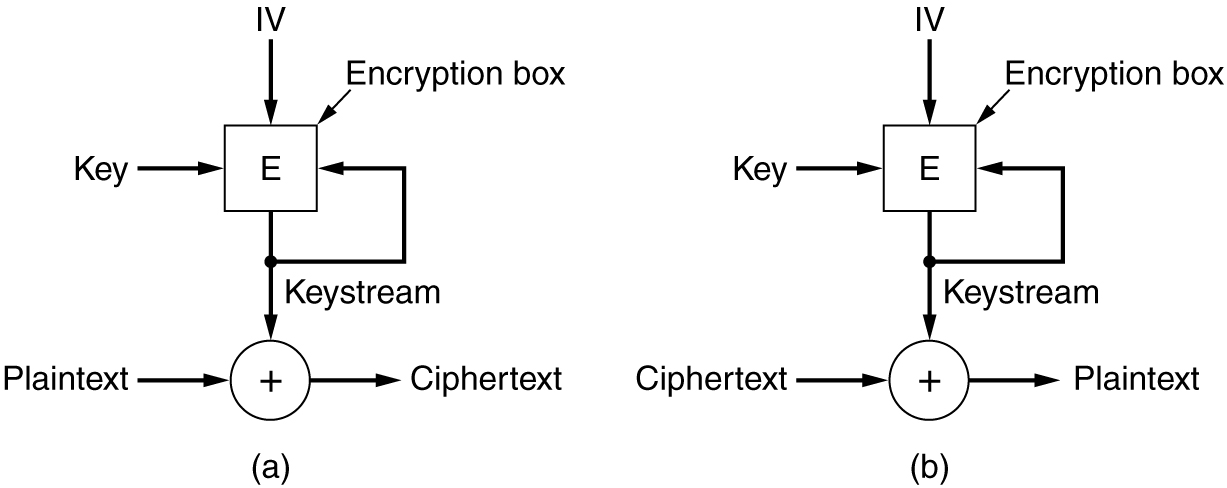 IV
Encryption box
Key
E
Keystream
Plaintext
+
Ciphertext
(a)
IV
Encryption box
Key
E
Keystream
Ciphertext
+
Plaintext
(b)